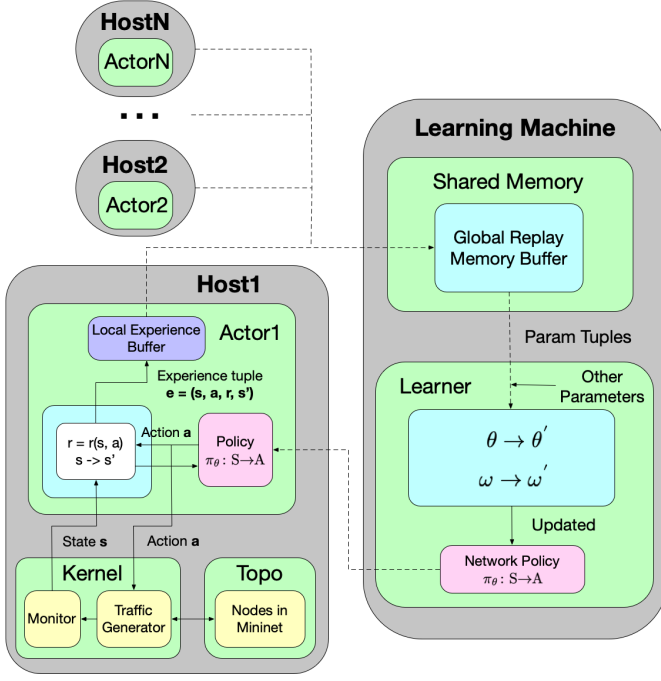 HostN
ActorN
...
Host2
Actor2
Learning Machine
Shared Memory
Global Replay
Memory Buffer
Param Tuples
Other
Parameters
Learner
θ → θ′
ω → ω′
Updated
Network Policy
πθ : S→A
Host1
Actor1
Local Experience
Buffer
Experience tuple
e = (s, a, r, s’)
r = r(s, a)
s -> s’
Action a
Policy
πθ : S→A
State s
Action a
Kernel
Monitor
Traffic
Generator
Topo
Nodes in
Mininet